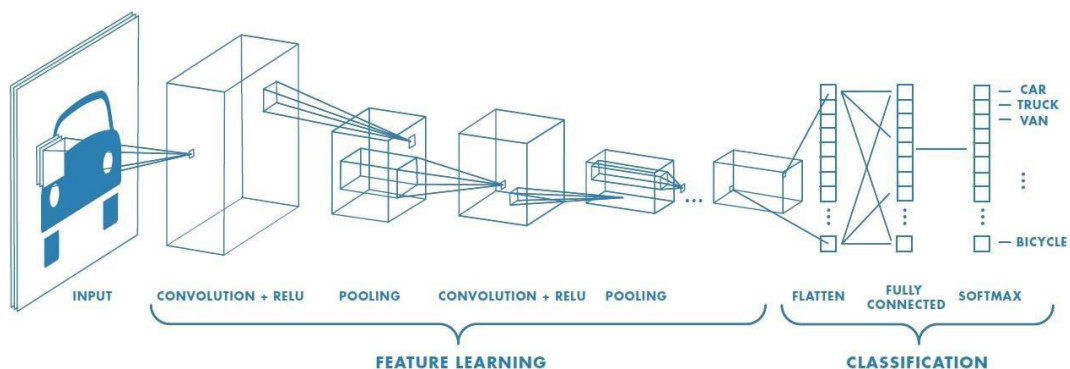 CAR
TRUCK
VAN
BICYCLE
INPUT
CONVOLUTION + RELU
POOLING
CONVOLUTION + RELU
POOLING
FLATTEN
FULLY
CONNECTED
SOFTMAX
FEATURE LEARNING
CLASSIFICATION